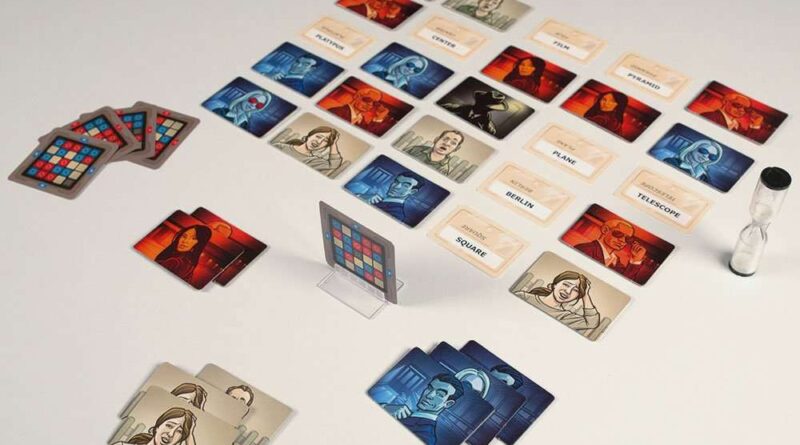 PLATYPUS
CENTER
FILM
PYRAMID
PLANE
BERLIN
TELESCOPE
SQUARE